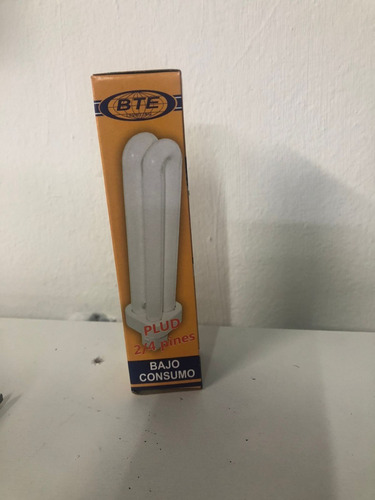 BTE
PLUD
2/4 pines
BAJO
CONSUMO